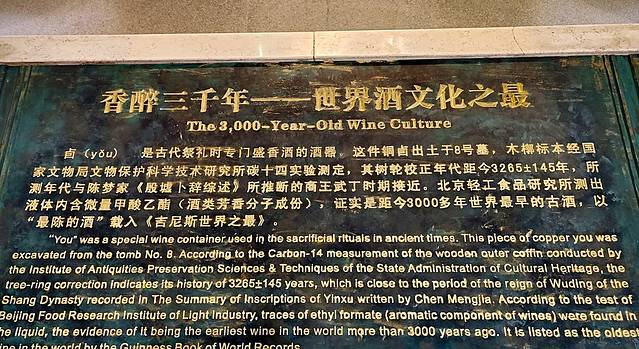 香醉三千年——世界酒文化之最
The 3,000-Year-Old Wine Culture
卣（yǒu） 是古代祭礼时专门盛香酒的酒器。这件铜卣出土于8号墓，木椁标本经国
家文物局文物保护科学技术研究所碳十四实验测定，其树轮校正年代距今3265±145年，所
测年代与陈梦家《殷墟卜辞综述》所推断的商王武丁时期接近。北京轻工食品研究所测出
液体内含微量甲酸乙酯（酒类芳香分子成份），证实是距今3000多年世界最早的古酒，以
“最陈的酒”载入《吉尼斯世界之最》。
"You" was a special wine container used in the sacrificial rituals in ancient times. This piece of copper you was
excavated from the tomb No. 8. According to the Carbon-14 measurement of the wooden outer coffin conducted by
the Institute of Antiquities Preservation Sciences & Techniques of the State Administration of Cultural Heritage, the
tree-ring correction indicates its history of 3265±145 years, which is close to the period of the reign of Wuding of the
Shang Dynasty recorded in The Summary of Inscriptions of Yinxu written by Chen Mengjia. According to the test of
Beijing Food Research Institute of Light Industry, traces of ethyl formate (aromatic component of wines) were found in
the liquid, the evidence of it being the earliest wine in the world more than 3000 years ago. It is listed as the oldest
wine in the world by the Guinness Book of World Records.